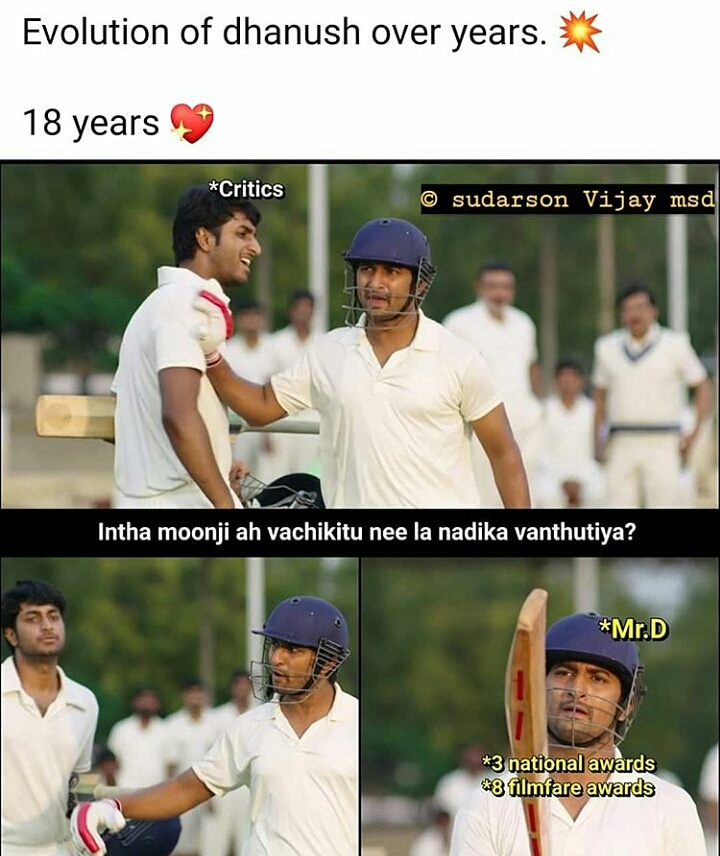 Evolution of dhanush over years. 💥
18 years 💖
*Critics
© sudarson Vijay msd
Intha moonji ah vachikitu nee la nadika vanthutiya?
*Mr.D
*3 national awards
*8 filmfare awards